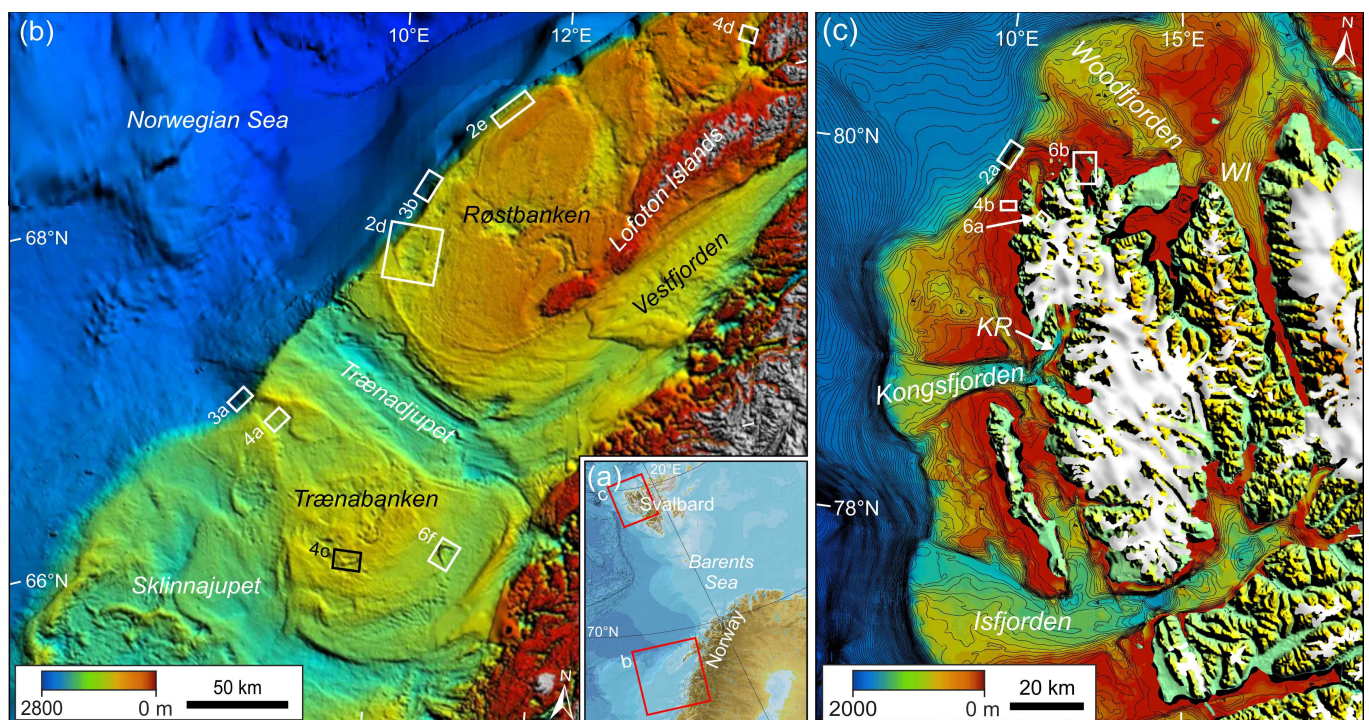 (b)
10°E
12°E
4d
Norwegian Sea
2e
3b
Røstbanken
Lofoton Islands
2d
68°N
Vestfjorden
Trænadjupet
3a
4a
Trænabanken
4c
6f
66°N
Sklinnajupet
2800
0 m
50 km
N
(a)
20°E
c
Svalbard
Barents
Sea
70°N
b
Norway
(c)
10°E
15°E
N
Woodfjorden
80°N
2a
6b
WI
4b
6a
KR
Kongsfjorden
78°N
Isfjorden
2000
0 m
20 km